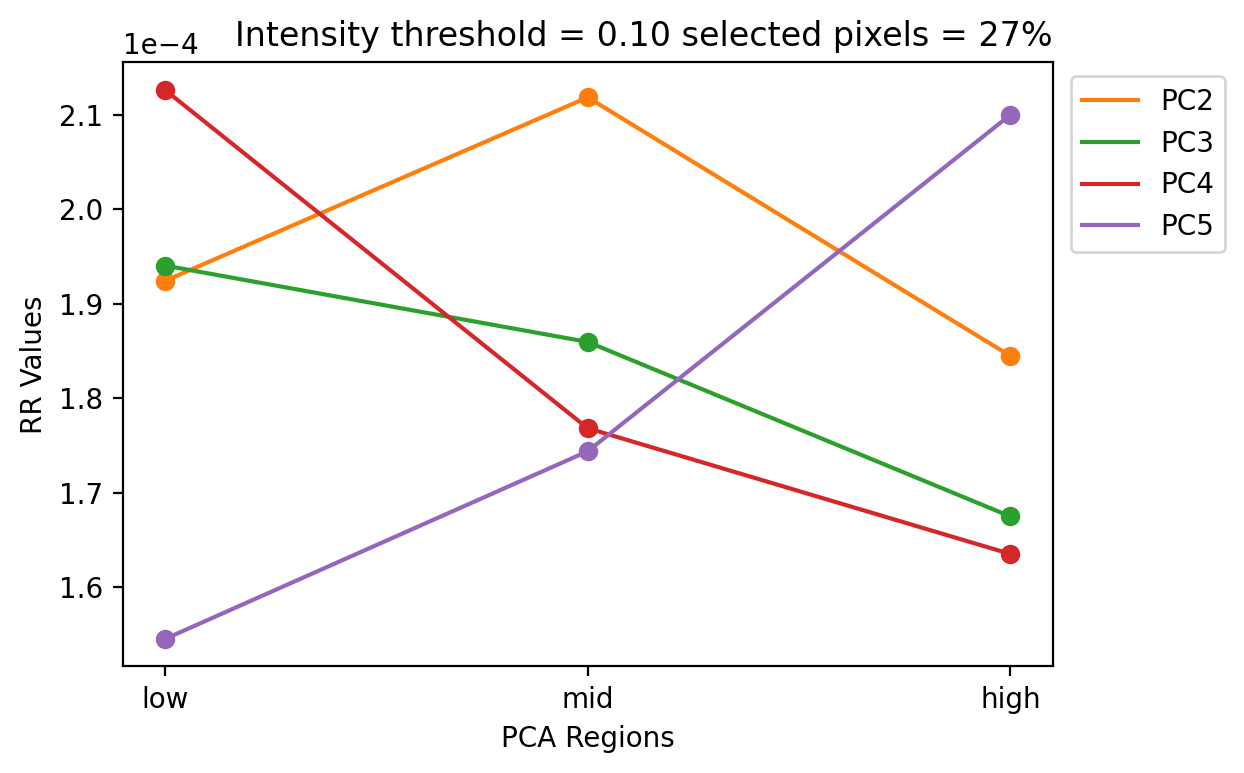 Intensity threshold = 0.10 selected pixels = 27%
1e−4
2.1
2.0
1.9
1.8
1.7
1.6
RR Values
low mid high
PCA Regions
PC2
PC3
PC4
PC5